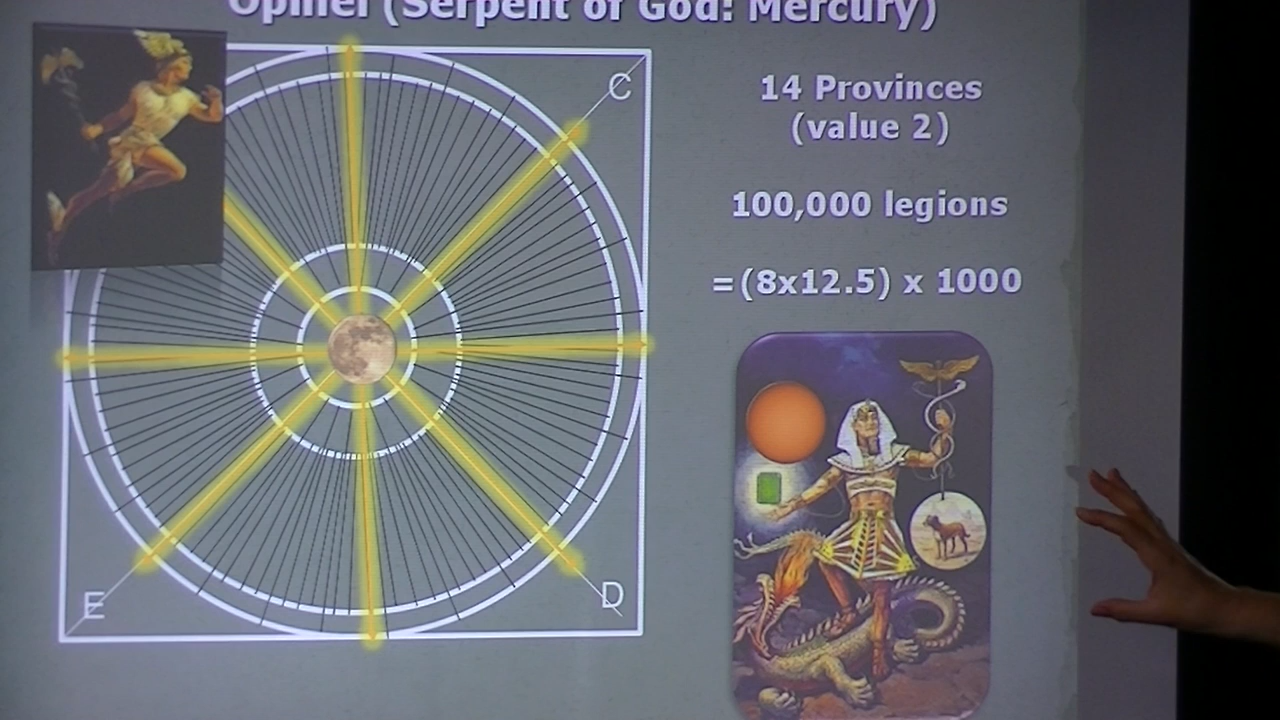 Ophiel (Serpent of God: Mercury)
C
14 Provinces
(value 2)
100,000 legions
=(8x12.5) x 1000
E
D